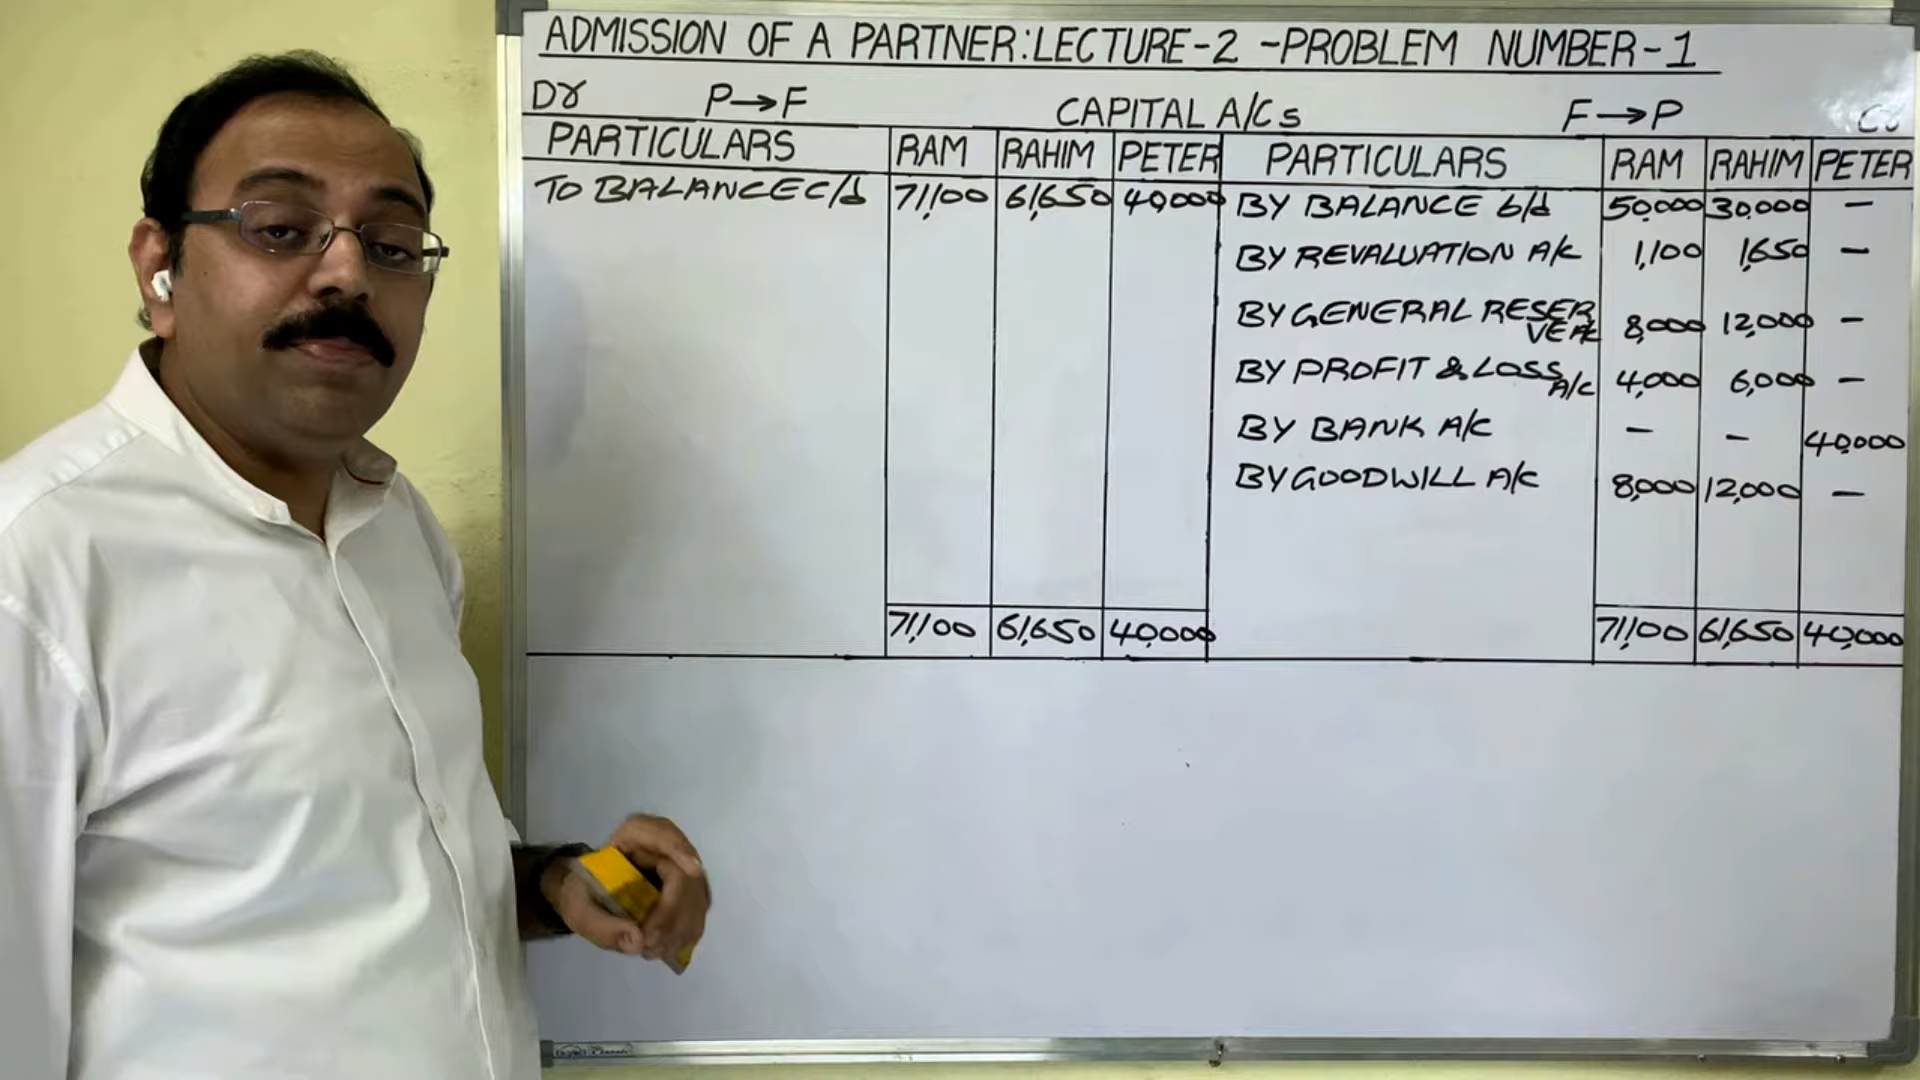 ADMISSION OF A PARTNER: LECTURE-2 -PROBLEM NUMBER-1
Dr P→F CAPITAL A/Cs F→P
PARTICULARS RAM RAHIM PETER PARTICULARS RAM RAHIM PETER
TO BALANCE c/d 71,100 61,650 40,000 BY BALANCE b/d 50,000 30,000 –
BY REVALUATION A/c 1,100 1,650 –
BY GENERAL RESER
VE A/c 8,000 12,000 –
BY PROFIT & LOSS A/c 4,000 6,000 –
BY BANK A/c – – 40,000
BY GOODWILL A/c 8,000 12,000 –
71,100 61,650 40,000 71,100 61,650 40,000